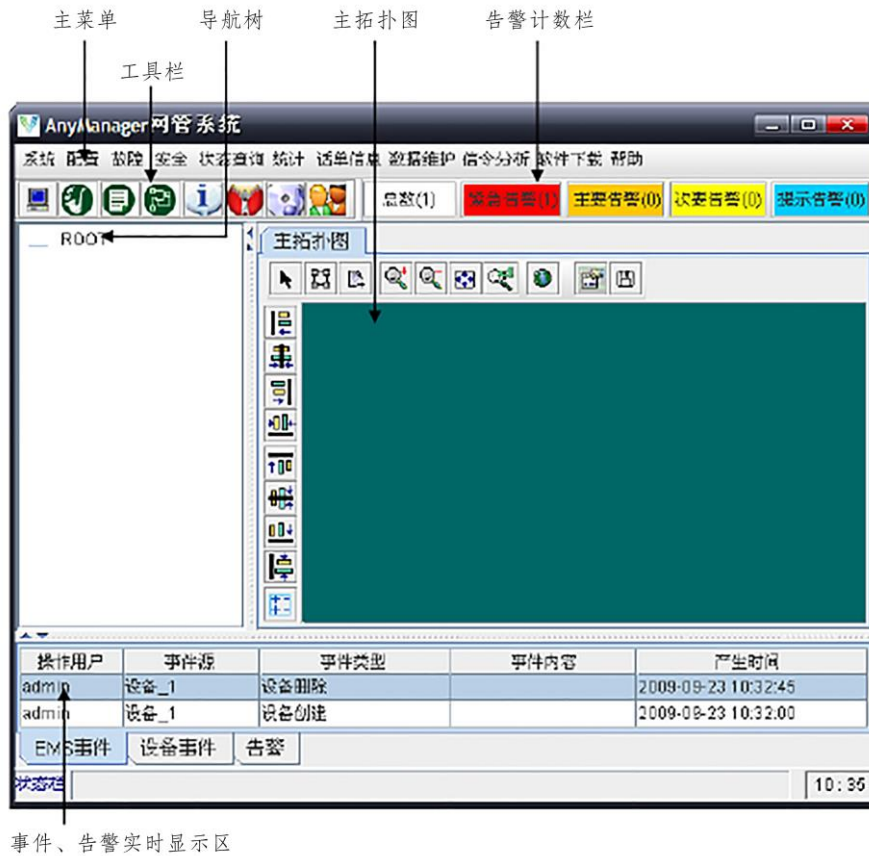 主菜单 导航树 主拓扑图 告警计数栏
工具栏
AnyManager网管系统
系统 配置 故障 安全 状态查询 统计 话单信息 数据维护 信令分析 软件下载 帮助
总数(1) 紧急告警(1) 主要告警(0) 次要告警(0) 提示告警(0)
ROOT
主拓扑图
操作用户 事件源 事件类型 事件内容 产生时间
admin 设备_1 设备删除 2009-09-23 10:32:45
admin 设备_1 设备创建 2009-09-23 10:32:00
EMS事件 设备事件 告警
状态栏 10:35
事件、告警实时显示区